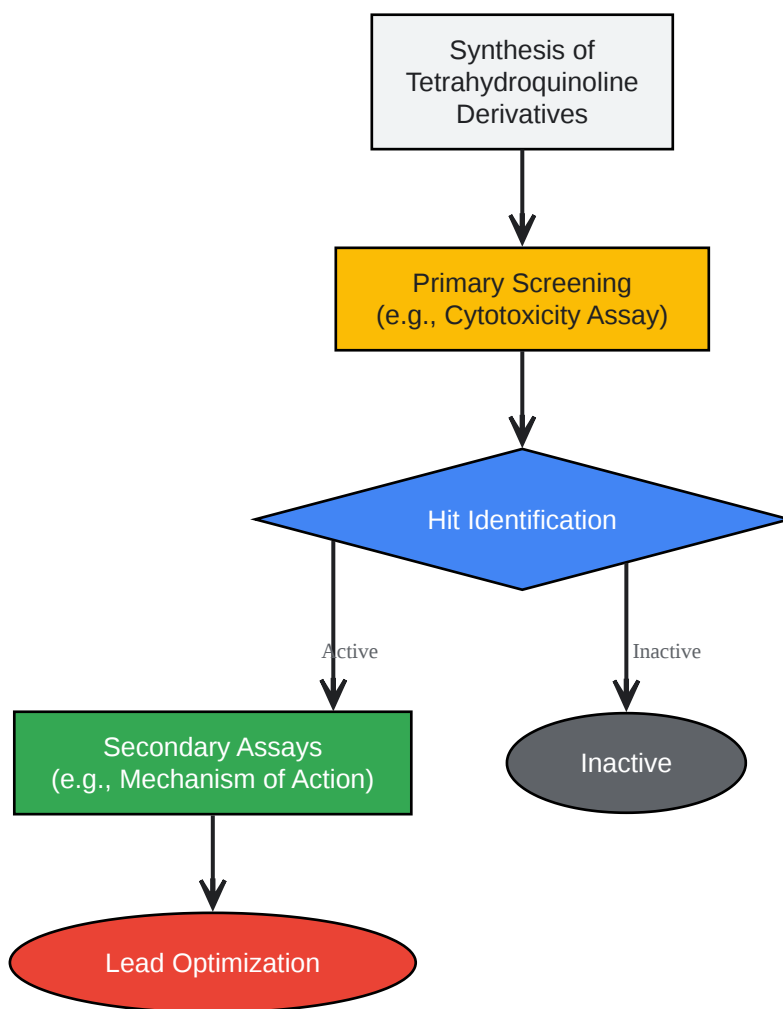 Synthesis of
Tetrahydroquinoline
Derivatives
Primary Screening
(e.g., Cytotoxicity Assay)
Hit Identification
Active
Inactive
Secondary Assays
(e.g., Mechanism of Action)
Inactive
Lead Optimization